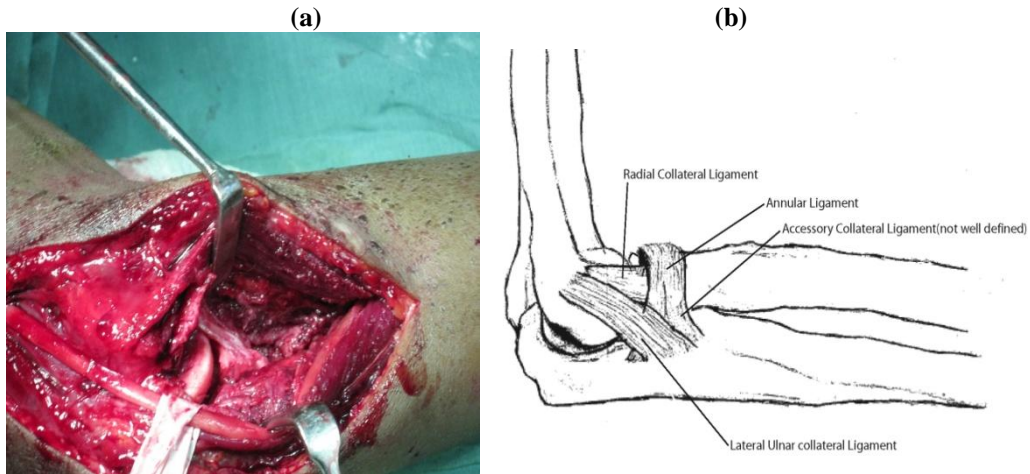 (a)
(b)
Radial Collateral Ligament
Annular Ligament
Accessory Collateral Ligament(not well defined)
Lateral Ulnar collateral Ligament